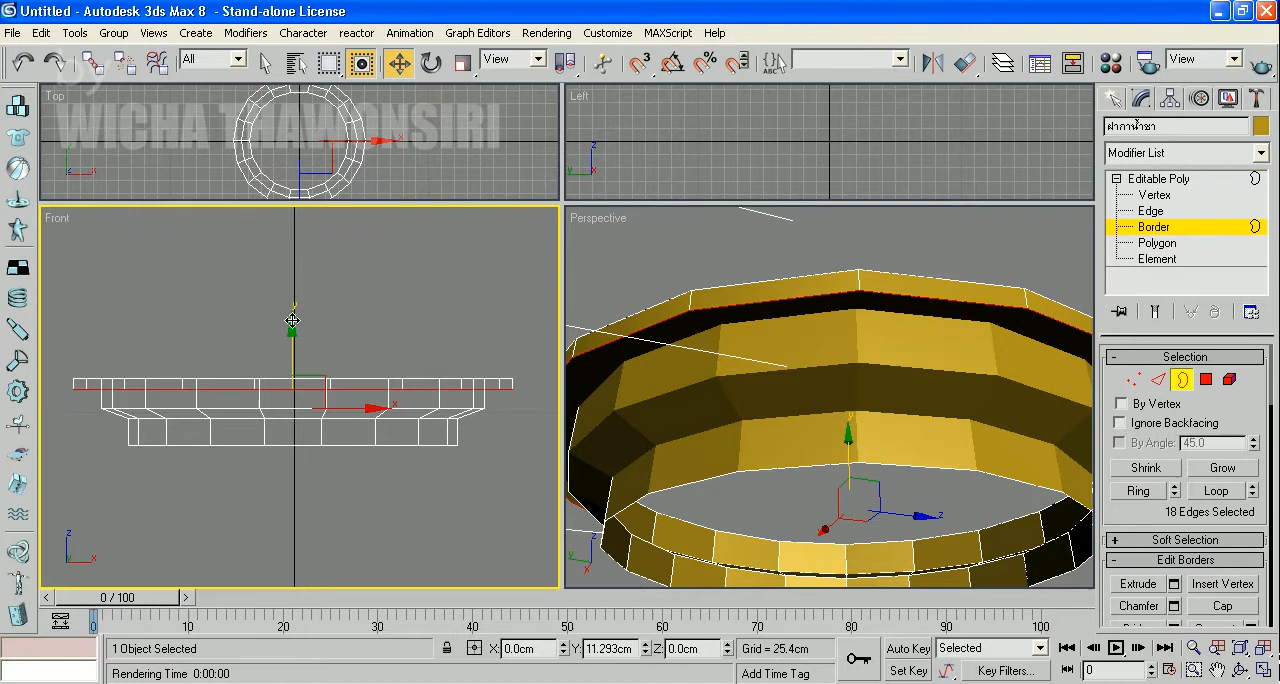 Untitled - Autodesk 3ds Max 8 - Stand-alone License
File Edit Tools Group Views Create Modifiers Character reactor Animation Graph Editors Rendering Customize MAXScript Help
All View View
by
WICHA THAWONSIRI
Top Left
Front Perspective
ฝากาน้ำชา
Modifier List
Editable Poly
Vertex
Edge
Border
Polygon
Element
Selection
By Vertex
Ignore Backfacing
By Angle: 45.0
Shrink Grow
Ring Loop
18 Edges Selected
Soft Selection
Edit Borders
Extrude Insert Vertex
Chamfer Cap
0 / 100
0 10 20 30 40 50 60 70 80 90 100
1 Object Selected X: 0.0cm Y: 11.293cm Z: 0.0cm Grid = 25.4cm Auto Key Selected
Rendering Time 0:00:00 Add Time Tag Set Key Key Filters... 0